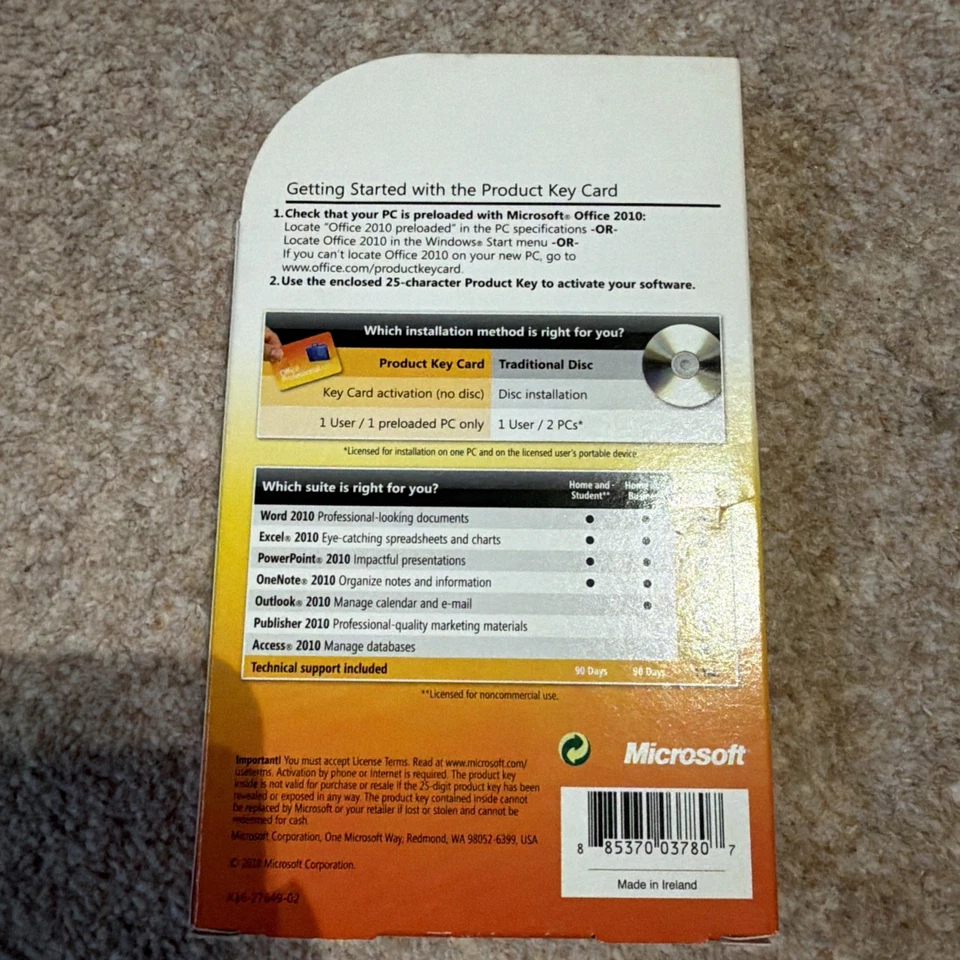 Getting Started with the Product Key Card
1. Check that your PC is preloaded with Microsoft® Office 2010:
Locate "Office 2010 preloaded" in the PC specifications -OR-
Locate Office 2010 in the Windows® Start menu -OR-
If you can't locate Office 2010 on your new PC, go to
www.office.com/productkeycard.
2. Use the enclosed 25-character Product Key to activate your software.
Which installation method is right for you?
Product Key Card Traditional Disc
Key Card activation (no disc) Disc installation
1 User / 1 preloaded PC only 1 User / 2 PCs*
*Licensed for installation on one PC and on the licensed user's portable device.
Which suite is right for you? Home and Student** Home
Word 2010 Professional-looking documents
Excel® 2010 Eye-catching spreadsheets and charts
PowerPoint® 2010 Impactful presentations
OneNote® 2010 Organize notes and information
Outlook® 2010 Manage calendar and e-mail
Publisher 2010 Professional-quality marketing materials
Access® 2010 Manage databases
Technical support included 90 Days 90 Days
**Licensed for noncommercial use.
Important! You must accept License Terms. Read at www.microsoft.com/
useterms. Activation by phone or Internet is required. The product key
inside is not valid for purchase or resale if the 25-digit product key has been
revealed or exposed in any way. The product key contained inside cannot
be replaced by Microsoft or your retailer if lost or stolen and cannot be
redeemed for cash.
Microsoft Corporation, One Microsoft Way, Redmond, WA 98052-6399, USA
© 2010 Microsoft Corporation.
X16-27649-02
Microsoft
8 85370 03780 7
Made in Ireland